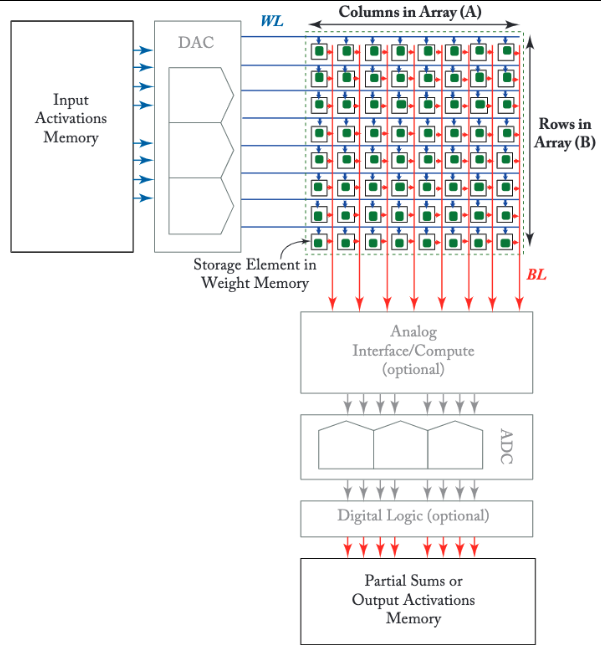 Columns in Array (A)
WL
DAC
Input
Activations
Memory
Rows in
Array (B)
Storage Element in
Weight Memory
BL
Analog
Interface/Compute
(optional)
ADC
Digital Logic (optional)
Partial Sums or
Output Activations
Memory